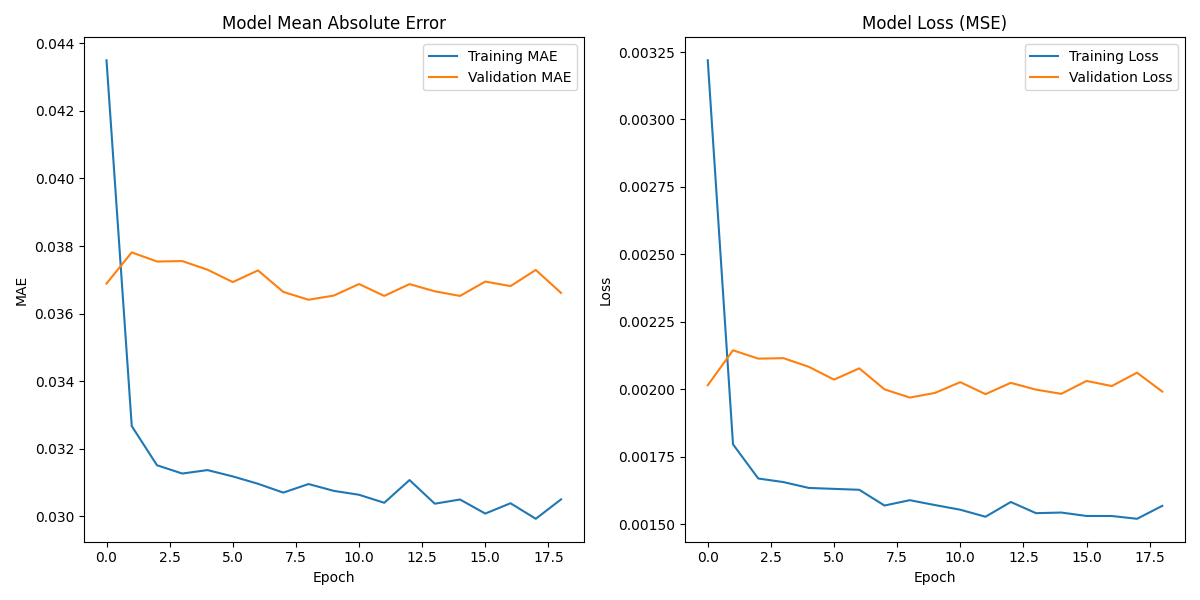 Model Mean Absolute Error
0.044
0.042
0.040
0.038
0.036
0.034
0.032
0.030
MAE
Training MAE
Validation MAE
0.0 2.5 5.0 7.5 10.0 12.5 15.0 17.5
Epoch
Model Loss (MSE)
0.00325
0.00300
0.00275
0.00250
0.00225
0.00200
0.00175
0.00150
Loss
Training Loss
Validation Loss
0.0 2.5 5.0 7.5 10.0 12.5 15.0 17.5
Epoch